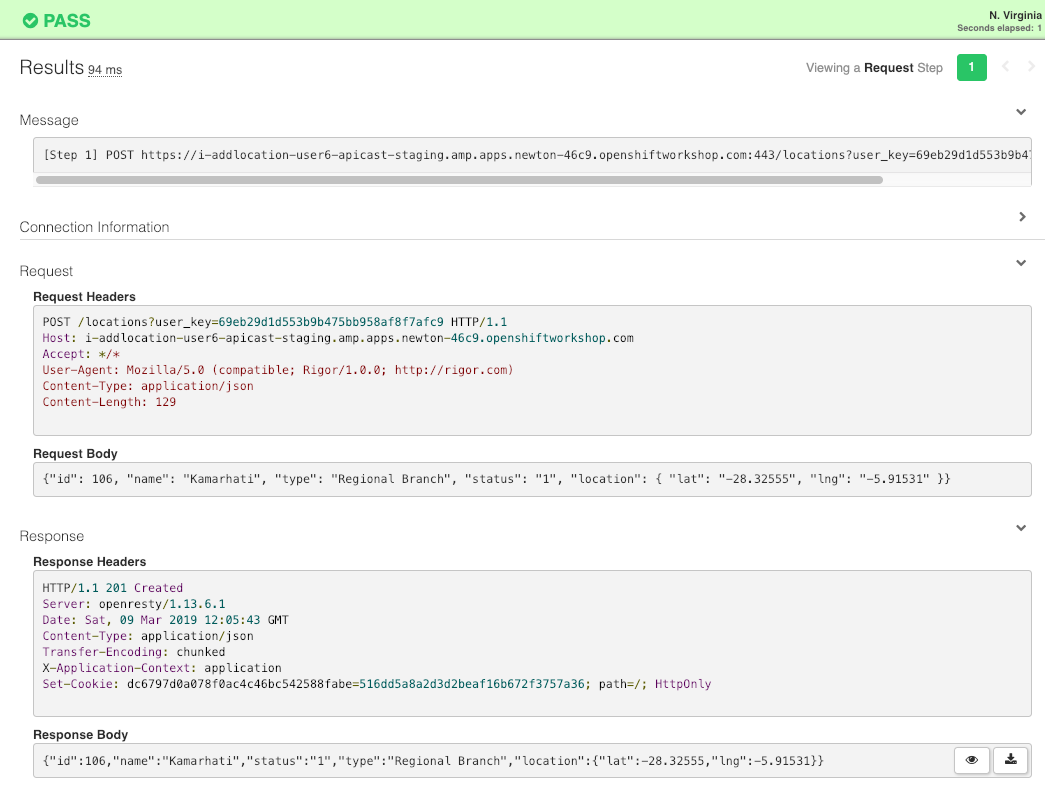 PASS
N. Virginia
Seconds elapsed: 1
Results 94 ms
Viewing a Request Step 1
Message
[Step 1] POST https://i-addlocation-user6-apicast-staging.amp.apps.newton-46c9.openshiftworkshop.com:443/locations?user_key=69eb29d1d553b9b47
Connection Information
Request
Request Headers
POST /locations?user_key=69eb29d1d553b9b475bb958af8f7afc9 HTTP/1.1
Host: i-addlocation-user6-apicast-staging.amp.apps.newton-46c9.openshiftworkshop.com
Accept: */*
User-Agent: Mozilla/5.0 (compatible; Rigor/1.0.0; http://rigor.com)
Content-Type: application/json
Content-Length: 129
Request Body
{"id": 106, "name": "Kamarhati", "type": "Regional Branch", "status": "1", "location": { "lat": "-28.32555", "lng": "-5.91531" }}
Response
Response Headers
HTTP/1.1 201 Created
Server: openresty/1.13.6.1
Date: Sat, 09 Mar 2019 12:05:43 GMT
Content-Type: application/json
Transfer-Encoding: chunked
X-Application-Context: application
Set-Cookie: dc6797d0a078f0ac4c46bc542588fabe=516dd5a8a2d3d2beaf16b672f3757a36; path=/; HttpOnly
Response Body
{"id":106,"name":"Kamarhati","status":"1","type":"Regional Branch","location":{"lat":-28.32555,"lng":-5.91531}}